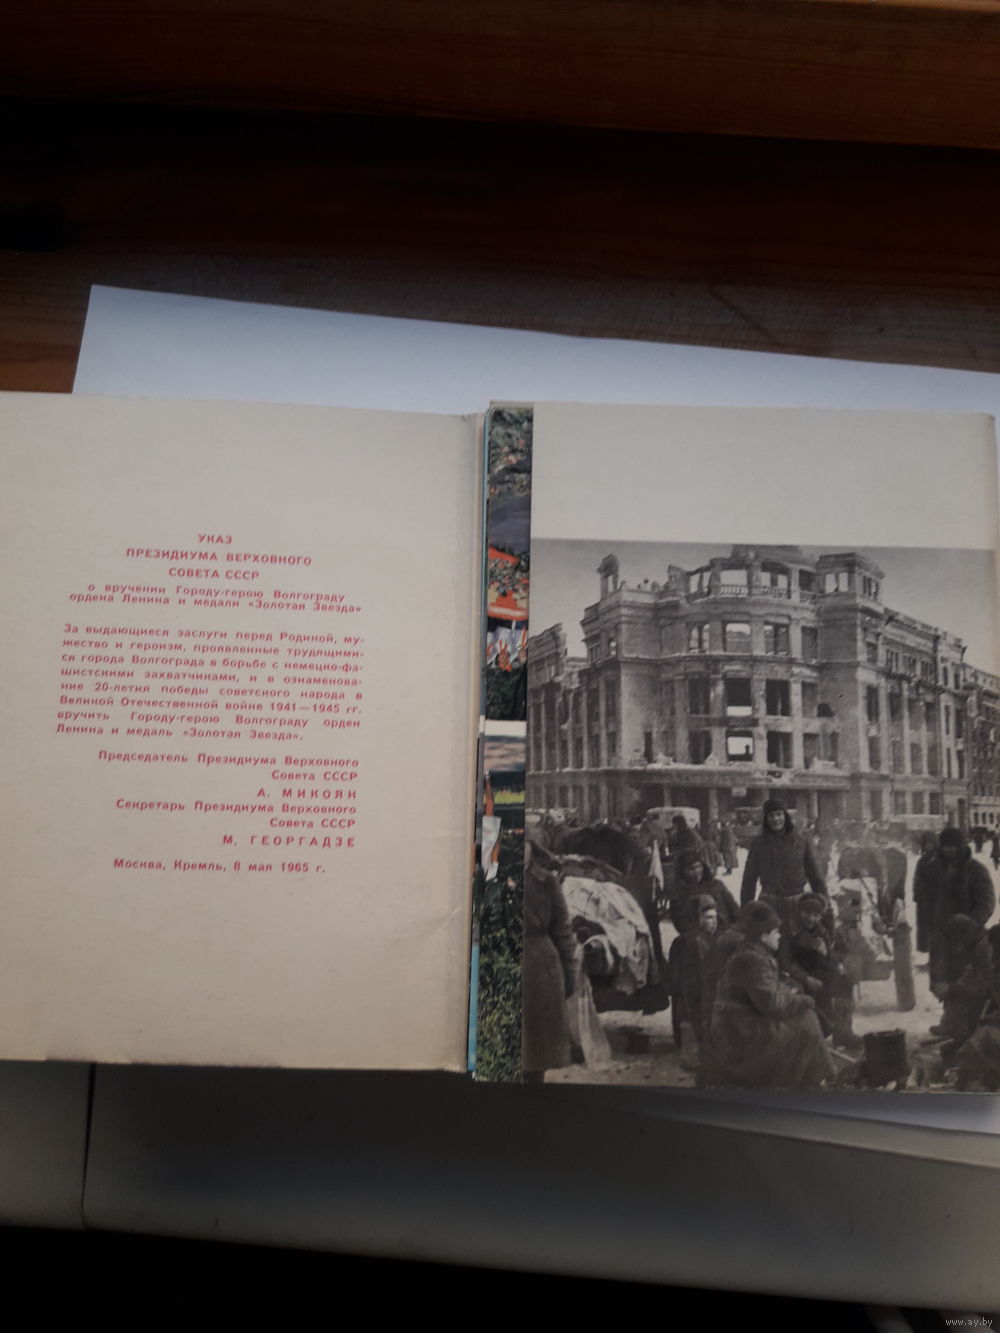 УКАЗ
ПРЕЗИДИУМА ВЕРХОВНОГО
СОВЕТА СССР
о вручении Городу-герою Волгограду
ордена Ленина и медали «Золотая Звезда»
За выдающиеся заслуги перед Родиной, му-
жество и героизм, проявленные трудящими-
ся города Волгограда в борьбе с немецко-фа-
шистскими захватчиками, и в ознаменова-
ние 20-летия победы советского народа в
Великой Отечественной войне 1941—1945 гг.
вручить Городу-герою Волгограду орден
Ленина и медаль «Золотая Звезда».
Председатель Президиума Верховного
Совета СССР
А. МИКОЯН
Секретарь Президиума Верховного
Совета СССР
М. ГЕОРГАДЗЕ
Москва, Кремль, 8 мая 1965 г.
www.ay.by